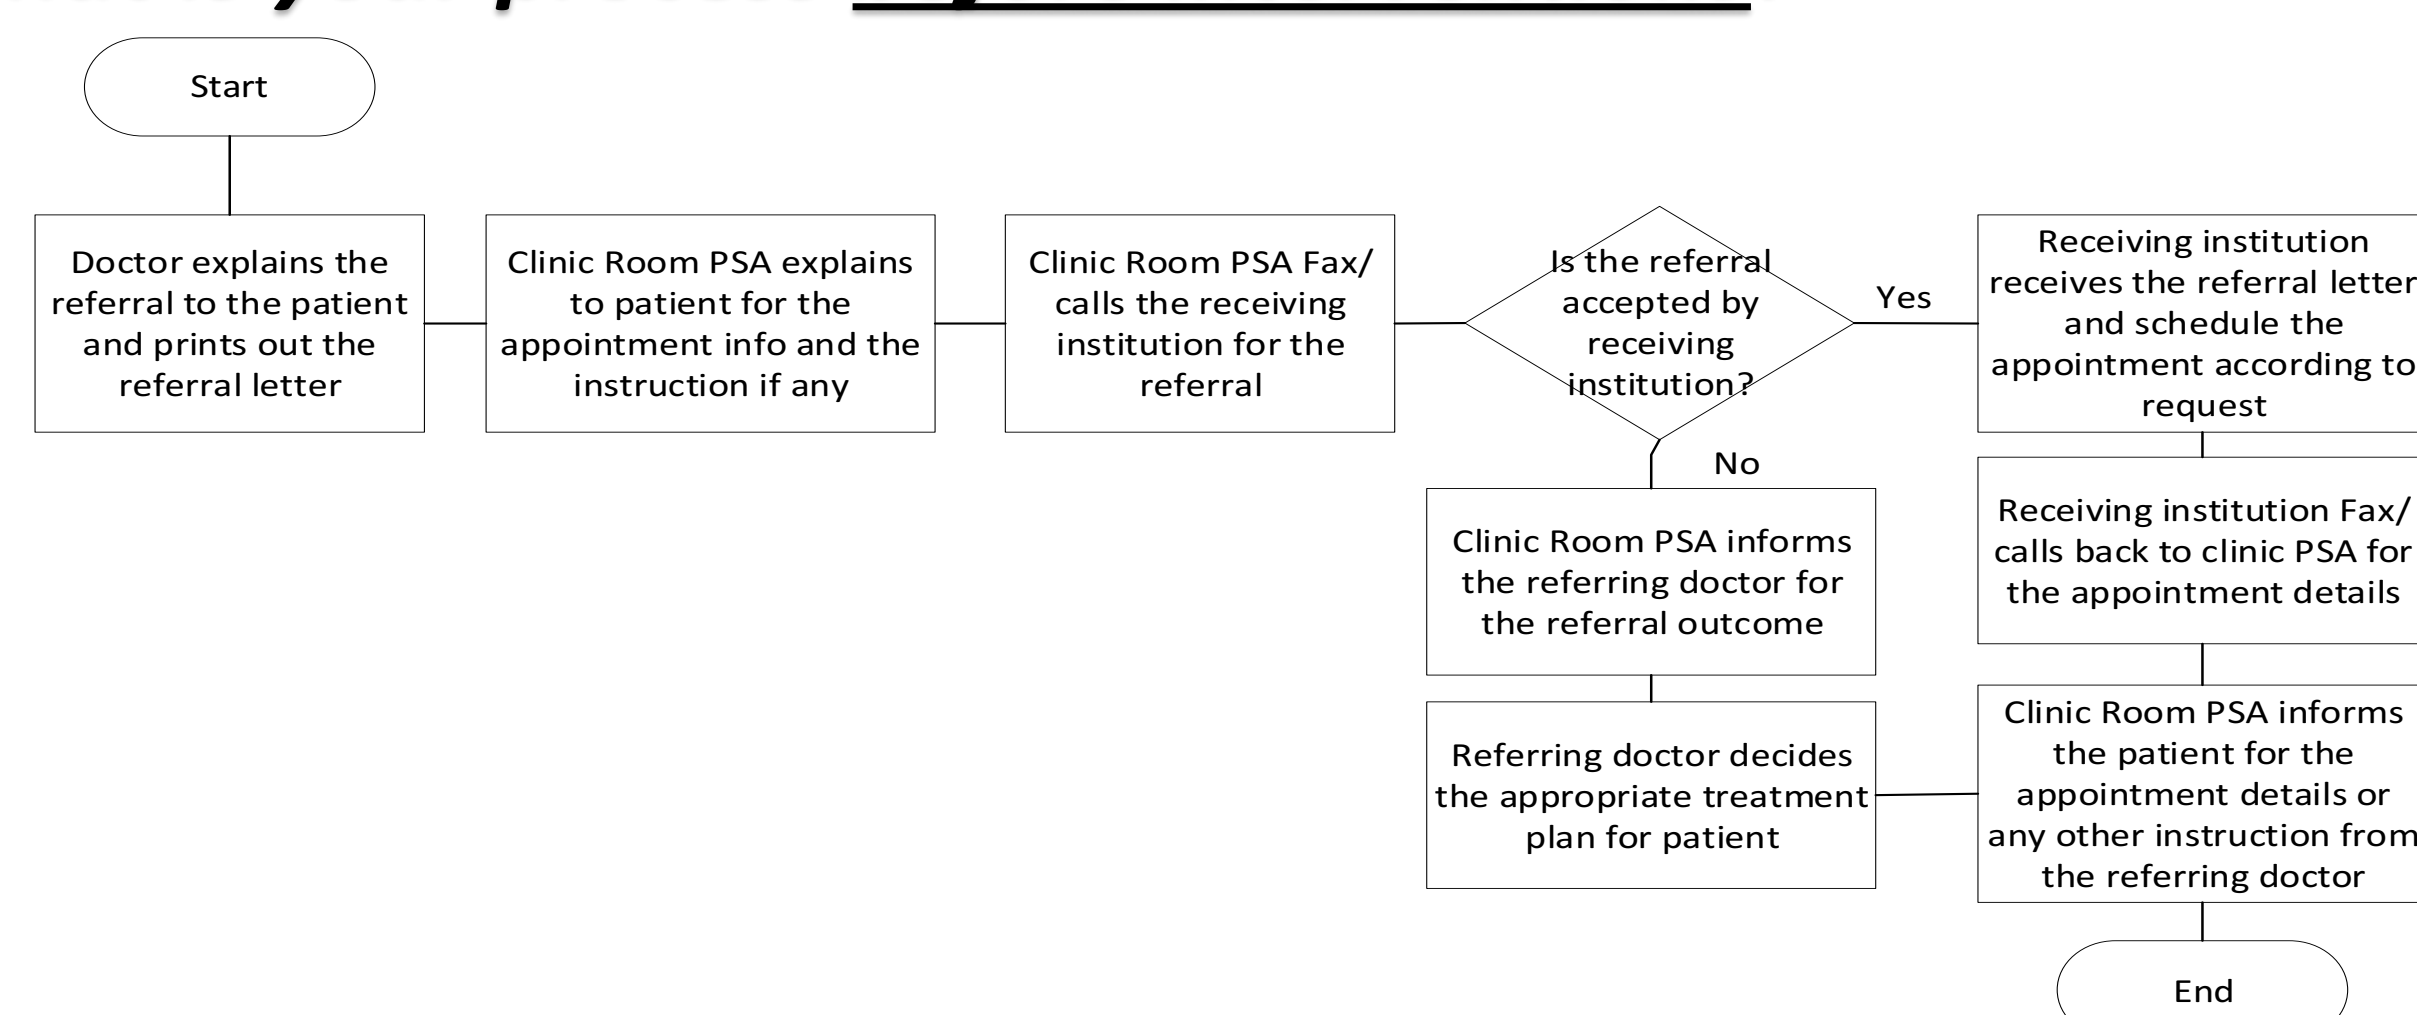 Start
Doctor explains the
referral to the patient
and prints out the
referral letter
Clinic Room PSA explains
to patient for the
appointment info and the
instruction if any
Clinic Room PSA Fax/
calls the receiving
institution for the
referral
Is the referral
accepted by
receiving
institution?
Yes
Receiving institution
receives the referral letter
and schedule the
appointment according to
request
No
Clinic Room PSA informs
the referring doctor for
the referral outcome
Receiving institution Fax/
calls back to clinic PSA for
the appointment details
Referring doctor decides
the appropriate treatment
plan for patient
Clinic Room PSA informs
the patient for the
appointment details or
any other instruction from
the referring doctor
End